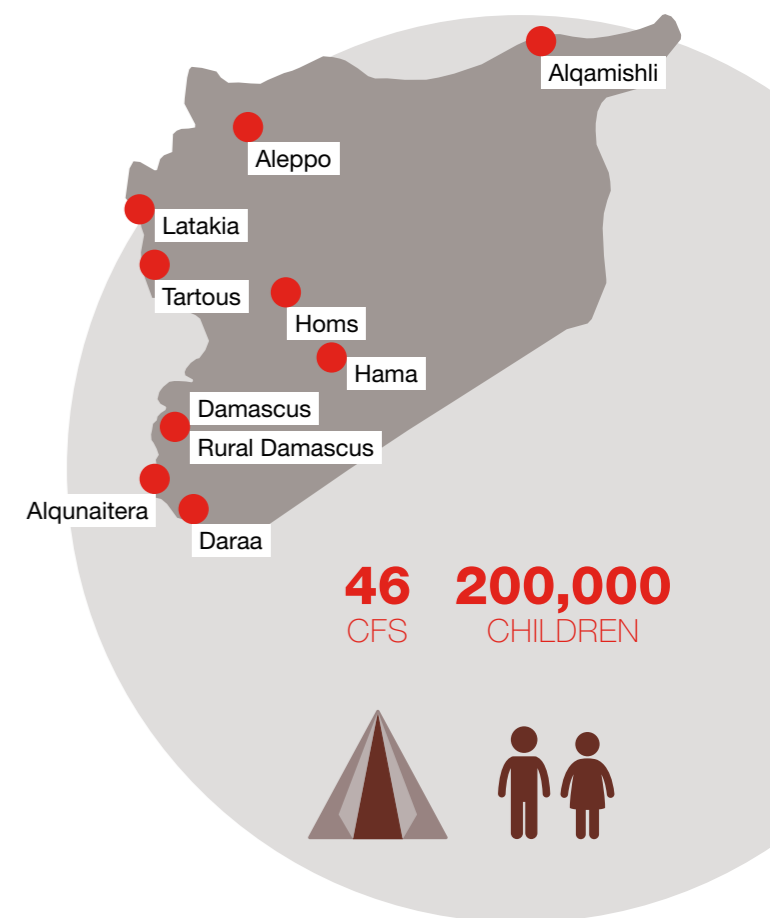 Alqamishli
Aleppo
Latakia
Tartous
Homs
Hama
Damascus
Rural Damascus
Alqunaitera
Daraa
46 200,000
CFS CHILDREN